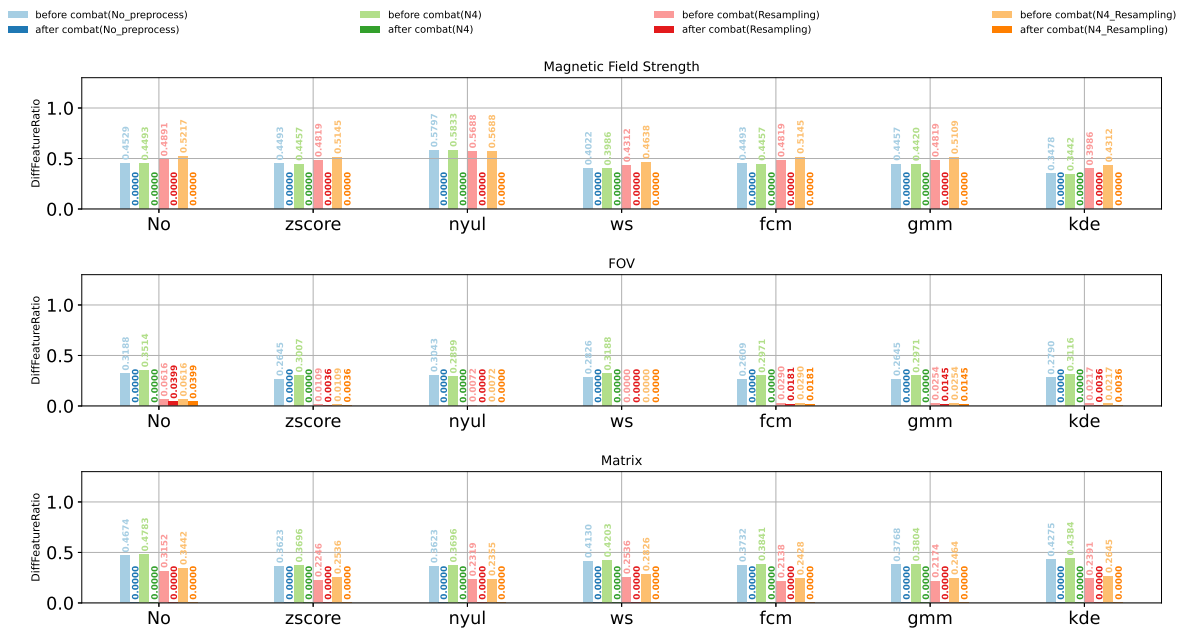 before combat(No_preprocess) before combat(N4) before combat(Resampling) before combat(N4_Resampling)
after combat(No_preprocess) after combat(N4) after combat(Resampling) after combat(N4_Resampling)
Magnetic Field Strength
DiffFeatureRatio
1.0
0.5
0.0
0.4529 0.0000 0.4493 0.0000 0.4891 0.0000 0.5217 0.0000
0.4493 0.0000 0.4457 0.0000 0.4819 0.0000 0.5145 0.0000
0.5797 0.0000 0.5833 0.0000 0.5688 0.0000 0.5688 0.0000
0.4022 0.0000 0.3986 0.0000 0.4312 0.0000 0.4638 0.0000
0.4493 0.0000 0.4457 0.0000 0.4819 0.0000 0.5145 0.0000
0.4457 0.0000 0.4420 0.0000 0.4819 0.0000 0.5109 0.0000
0.3478 0.0000 0.3442 0.0000 0.3986 0.0000 0.4312 0.0000
No zscore nyul ws fcm gmm kde
FOV
DiffFeatureRatio
1.0
0.5
0.0
0.3188 0.0000 0.3514 0.0000 0.0616 0.0399 0.0616 0.0399
0.2645 0.0000 0.3007 0.0000 0.0109 0.0036 0.0109 0.0036
0.3043 0.0000 0.2899 0.0000 0.0072 0.0000 0.0072 0.0000
0.2826 0.0000 0.3188 0.0000 0.0000 0.0000 0.0000 0.0000
0.2609 0.0000 0.2971 0.0000 0.0290 0.0181 0.0290 0.0181
0.2645 0.0000 0.2971 0.0000 0.0254 0.0145 0.0254 0.0145
0.2790 0.0000 0.3116 0.0000 0.0217 0.0036 0.0217 0.0036
No zscore nyul ws fcm gmm kde
Matrix
DiffFeatureRatio
1.0
0.5
0.0
0.4674 0.0000 0.4783 0.0000 0.3152 0.0000 0.3442 0.0000
0.3623 0.0000 0.3696 0.0000 0.2246 0.0000 0.2536 0.0000
0.3623 0.0000 0.3696 0.0000 0.2319 0.0000 0.2355 0.0000
0.4130 0.0000 0.4203 0.0000 0.2536 0.0000 0.2826 0.0000
0.3732 0.0000 0.3841 0.0000 0.2138 0.0000 0.2428 0.0000
0.3768 0.0000 0.3804 0.0000 0.2174 0.0000 0.2464 0.0000
0.4275 0.0000 0.4384 0.0000 0.2391 0.0000 0.2645 0.0000
No zscore nyul ws fcm gmm kde